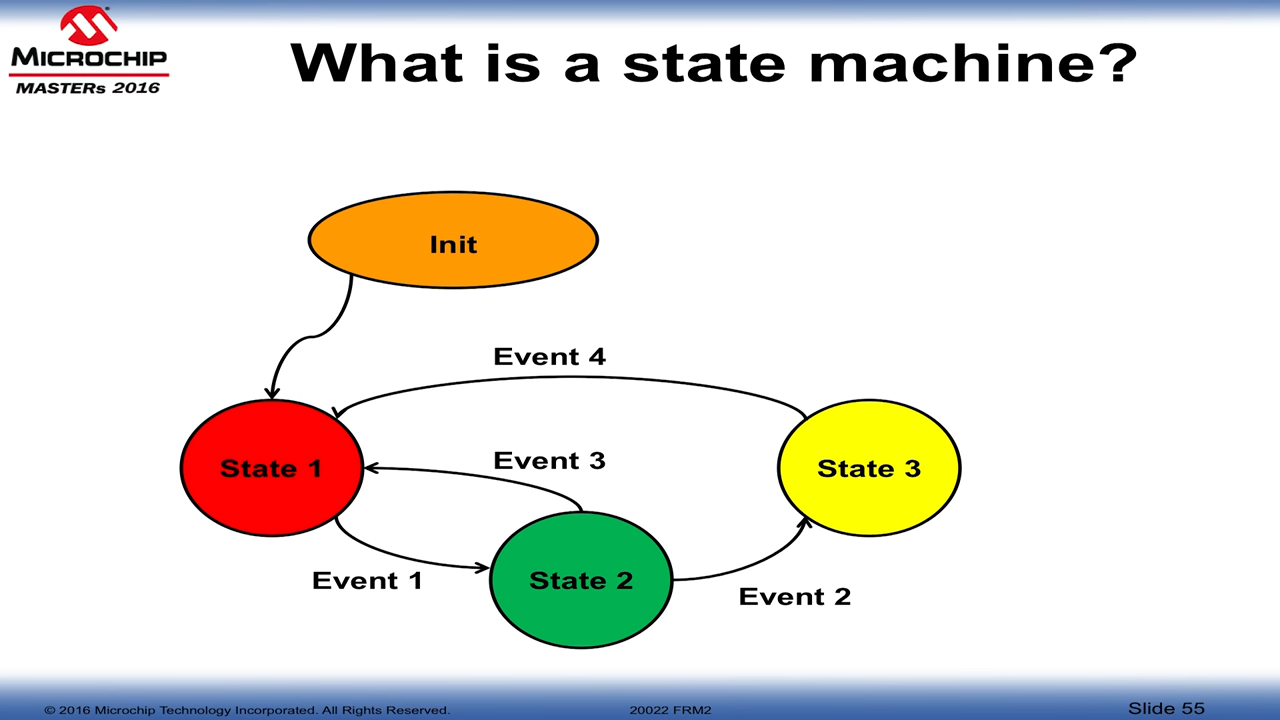 MICROCHIP
MASTERs 2016
What is a state machine?
Init
Event 4
Event 3
State 1
State 3
State 2
Event 1
Event 2
© 2016 Microchip Technology Incorporated. All Rights Reserved.
20022 FRM2
Slide 55